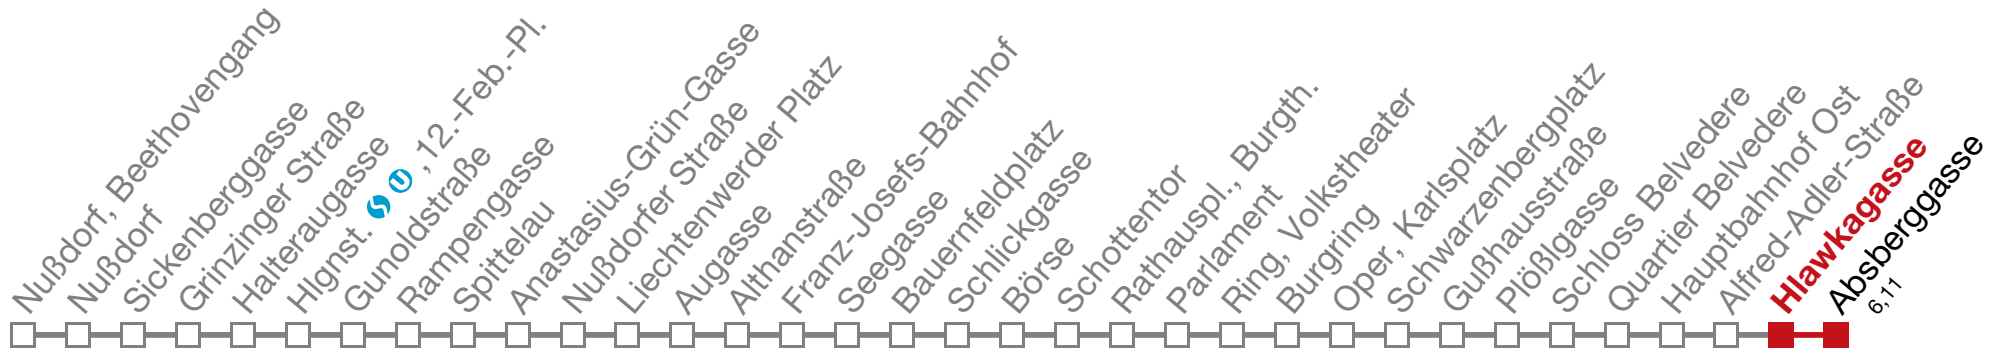 Nußdorf, Beethovengang
Nußdorf
Sickenberggasse
Grinzinger Straße
Halteraugasse
Hlgnst. S U ,12.-Feb.-Pl.
Gunoldstraße
Rampengasse
Spittelau
Anastasius-Grün-Gasse
Nußdorfer Straße
Liechtenwerder Platz
Augasse
Althanstraße
Franz-Josefs-Bahnhof
Seegasse
Bauernfeldplatz
Schlickgasse
Börse
Schottentor
Rathauspl., Burgth.
Parlament
Ring, Volkstheater
Burgring
Oper, Karlsplatz
Schwarzenbergplatz
Gußhausstraße
Plößlgasse
Schloss Belvedere
Quartier Belvedere
Hauptbahnhof Ost
Alfred-Adler-Straße
Hlawkagasse
Absberggasse
6,11